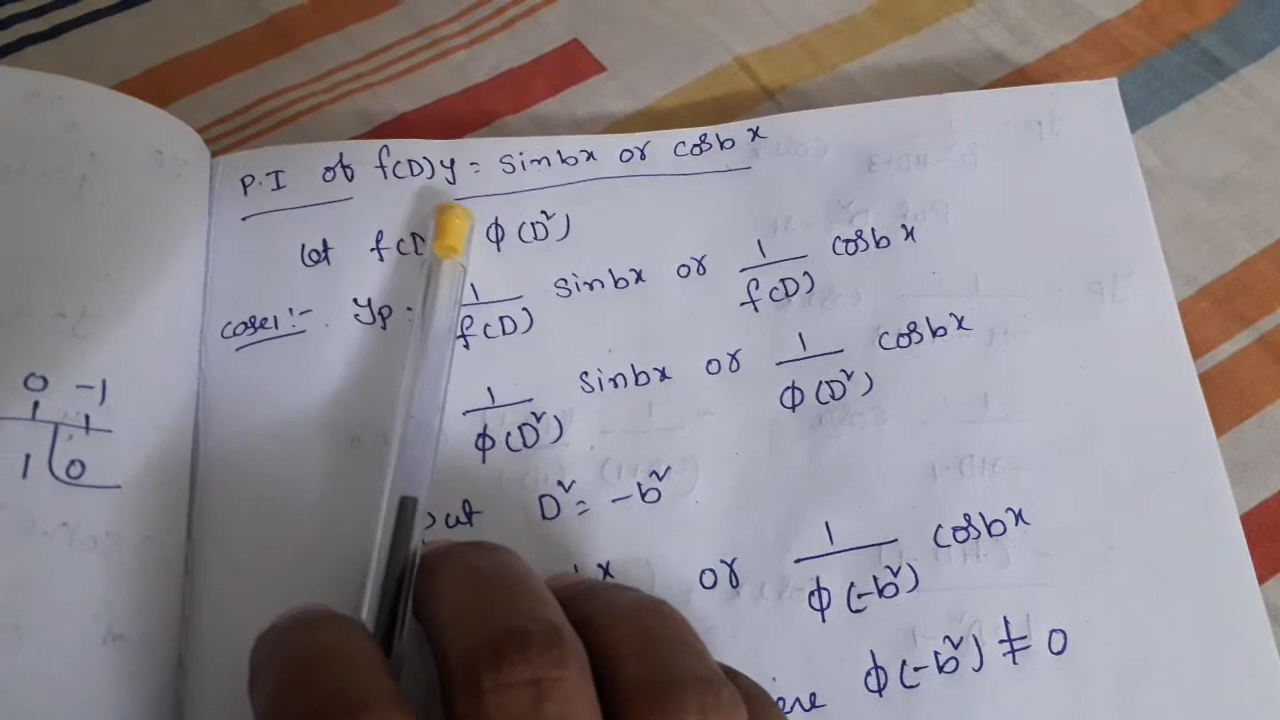 P.I of f(D)y = sinbx or cosbx
let f(D ϕ(D²)
case1:- yp = 1/f(D) sinbx or 1/f(D) cosbx
1/ϕ(D²) sinbx or 1/ϕ(D²) cosbx
put D² = -b²
x or 1/ϕ(-b²) cosbx
ϕ(-b²) ≠ 0
0 -1
1 0